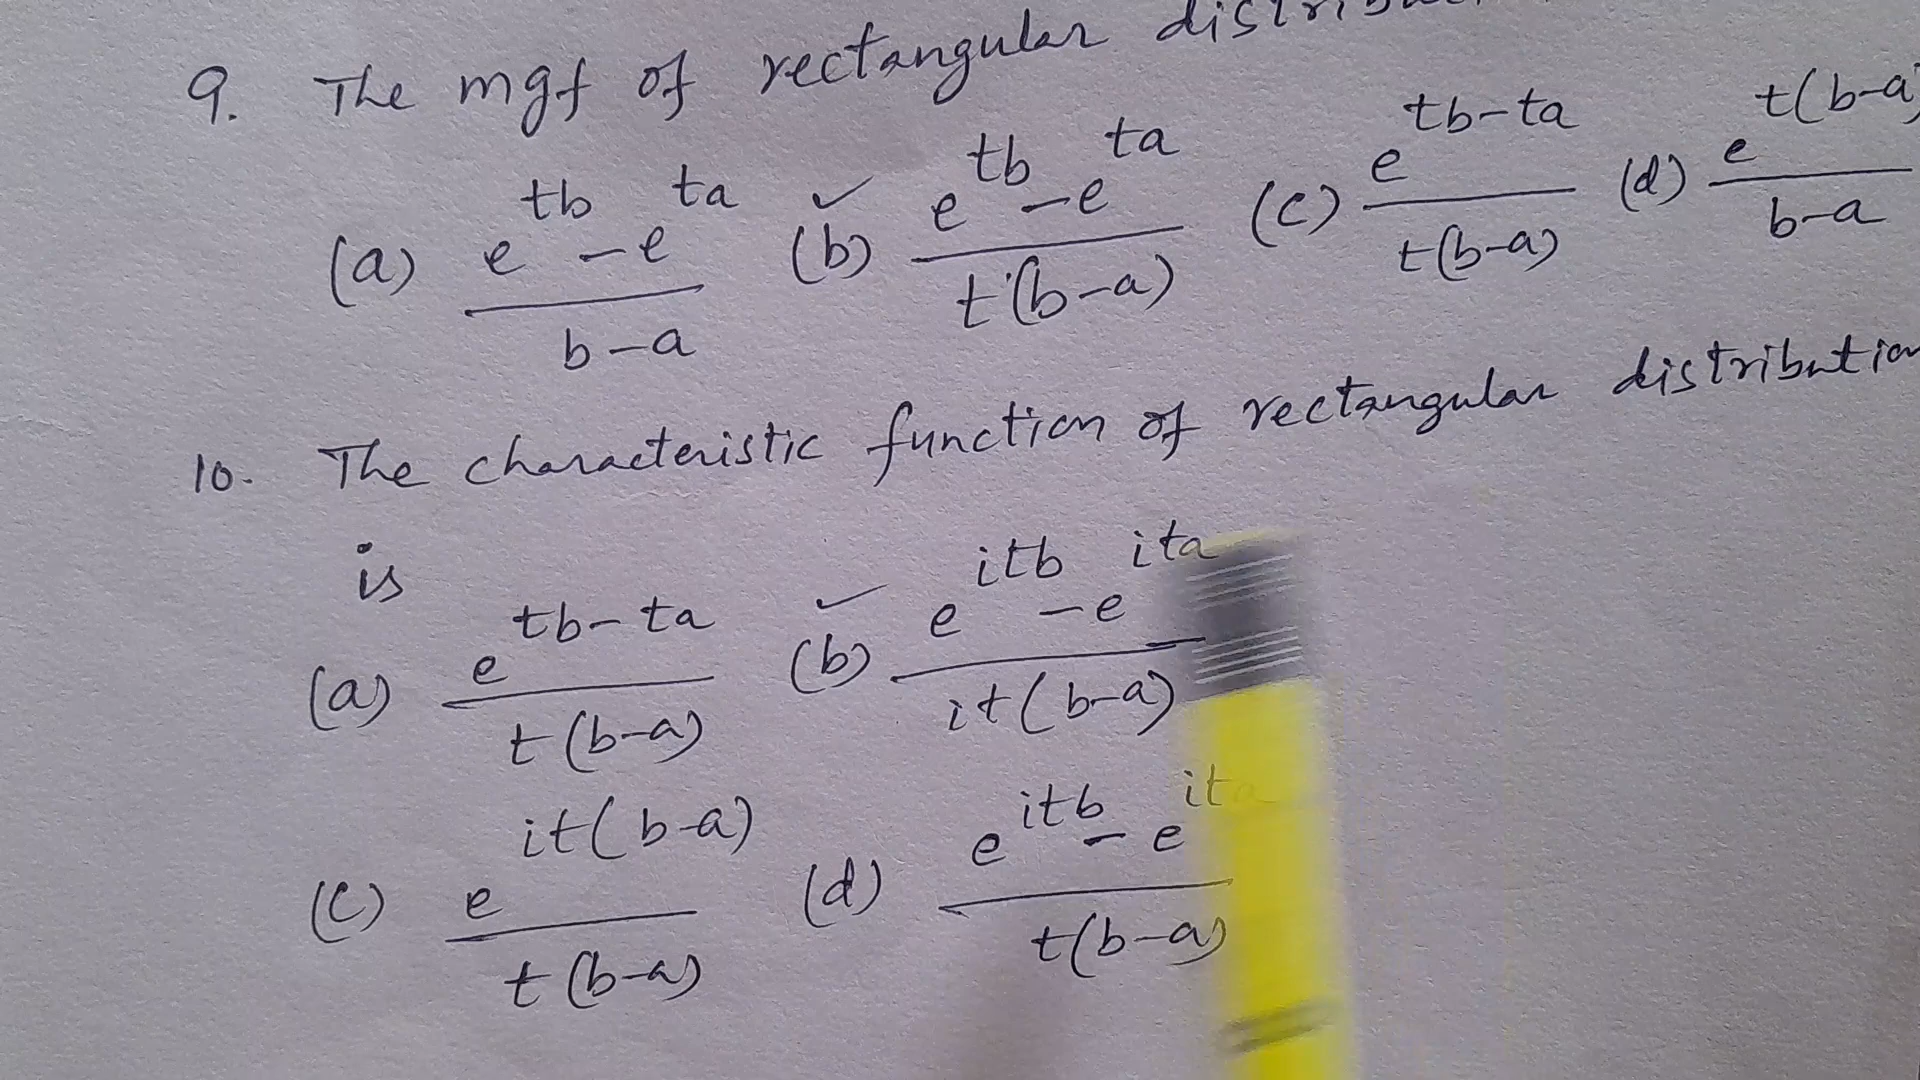 9. The mgf of rectangular
(a) e^{tb} - e^{ta} / b-a ✓(b) e^{tb} - e^{ta} / t(b-a) (c) e^{tb-ta} / t(b-a) (d) e^{t(b-a)} / b-a
10. The characteristic function of rectangular distribution
is
(a) e^{tb-ta} / t(b-a) ✓(b) e^{itb} - e^{ita} / it(b-a)
(c) e^{it(b-a)} / t(b-a) (d) e^{itb} - e^{ita} / t(b-a)